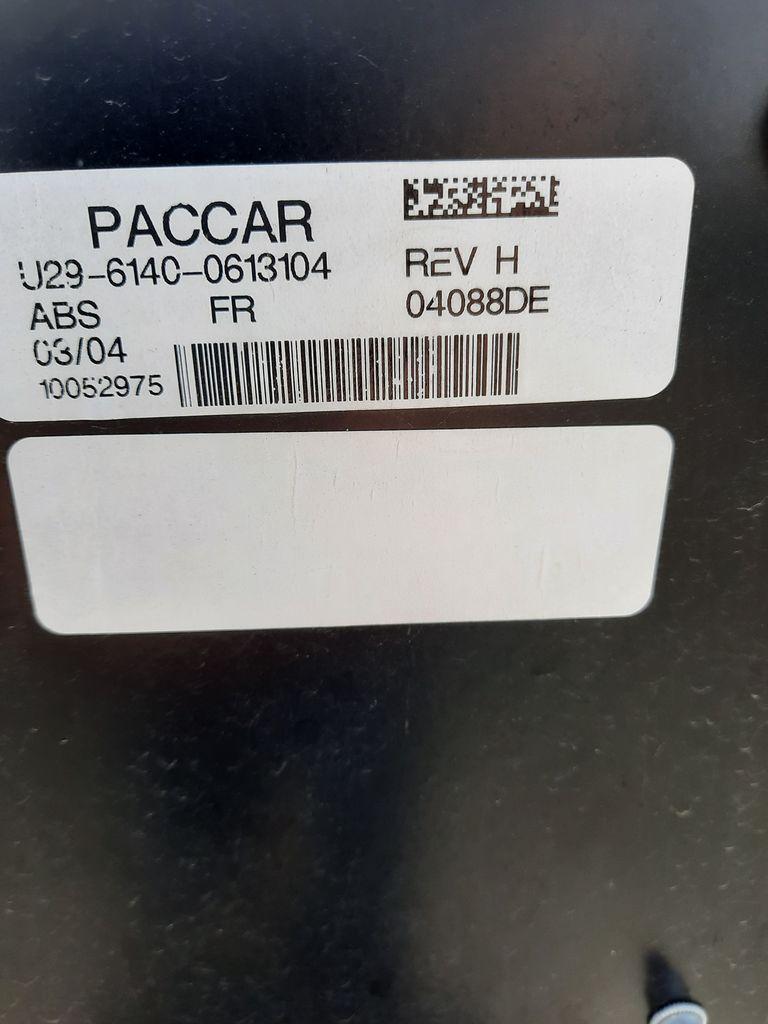 PACCAR
U29-6140-0613104
REV H
ABS FR
04088DE
03/04
10052975